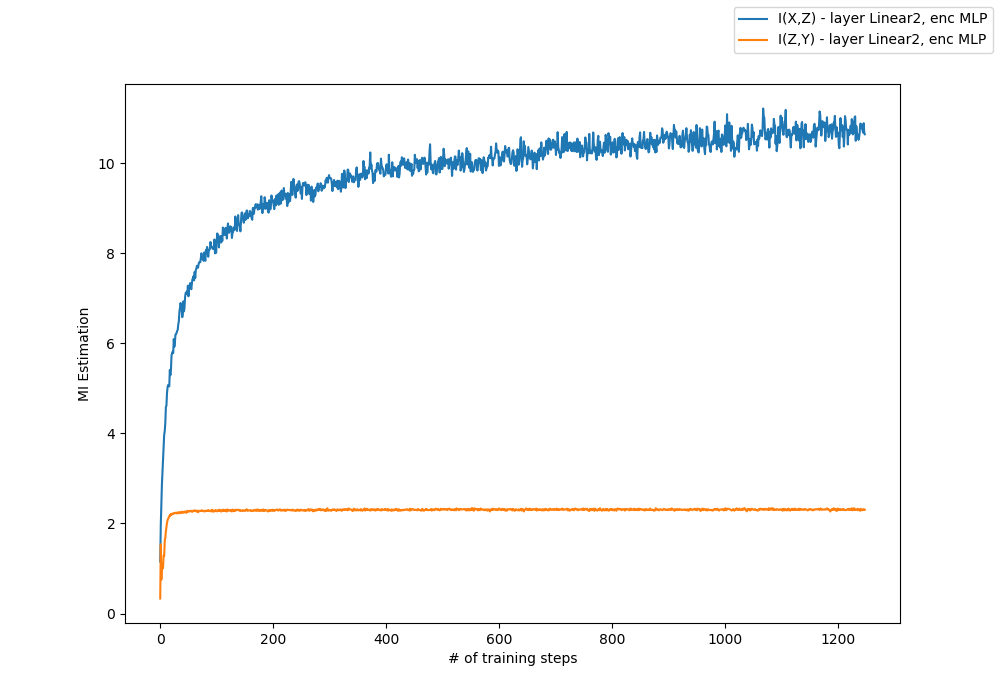 I(X,Z) - layer Linear2, enc MLP
I(Z,Y) - layer Linear2, enc MLP
10
8
6
4
2
0
MI Estimation
0 200 400 600 800 1000 1200
# of training steps